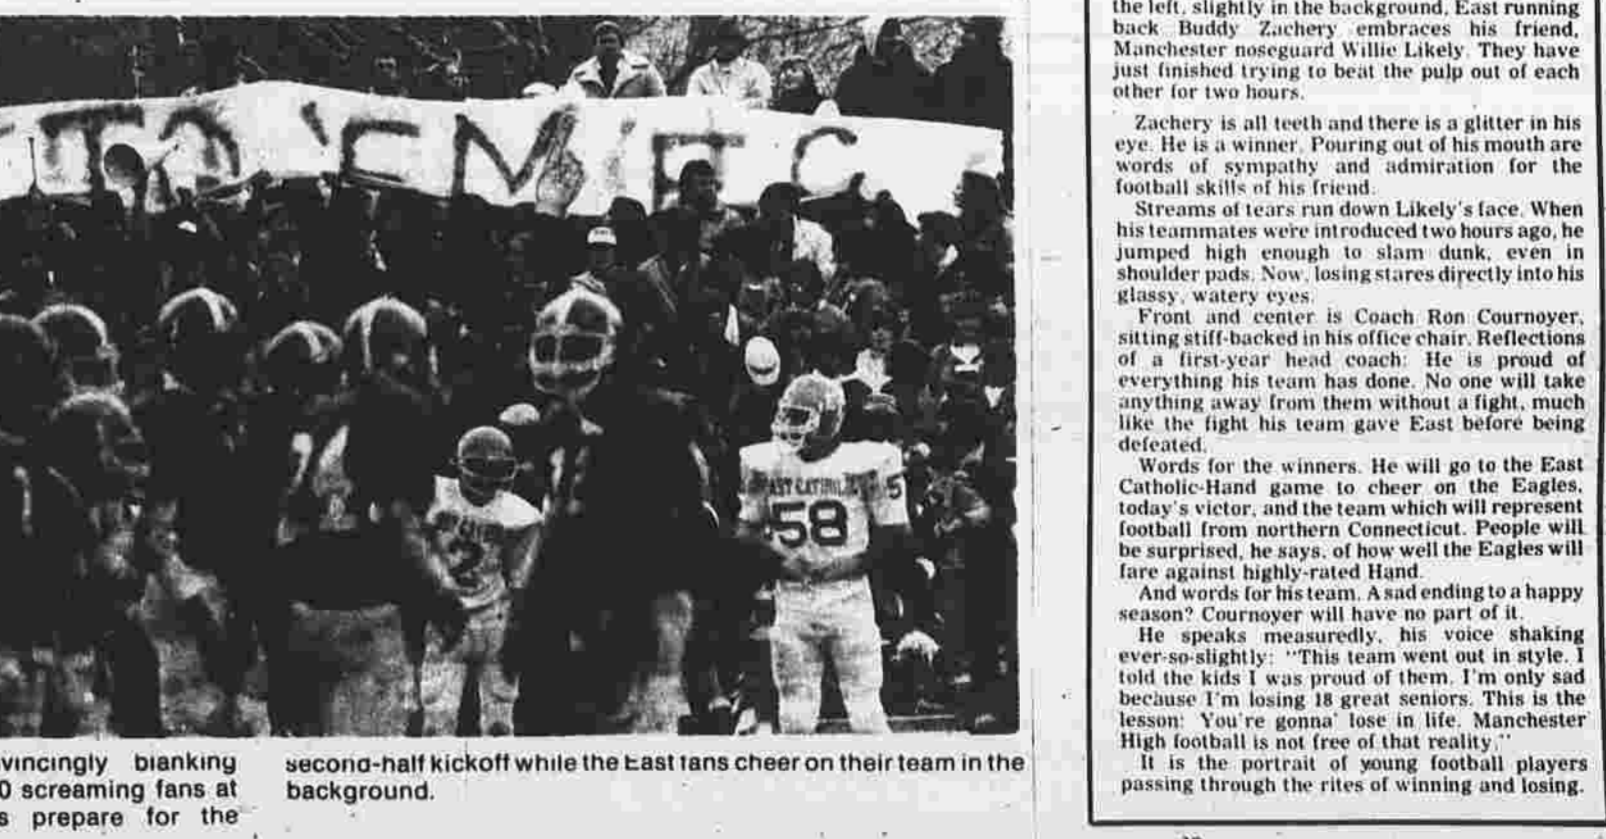 TO 'EM E C
EAST CATHOLIC
58
5
2
vincingly blanking
0 screaming fans at
s prepare for the
second-half kickoff while the East fans cheer on their team in the
background.
the left, slightly in the background, East running
back Buddy Zachery embraces his friend,
Manchester noseguard Willie Likely. They have
just finished trying to beat the pulp out of each
other for two hours.
Zachery is all teeth and there is a glitter in his
eye. He is a winner. Pouring out of his mouth are
words of sympathy and admiration for the
football skills of his friend.
Streams of tears run down Likely's face. When
his teammates were introduced two hours ago, he
jumped high enough to slam dunk, even in
shoulder pads. Now, losing stares directly into his
glassy, watery eyes.
Front and center is Coach Ron Cournoyer,
sitting stiff-backed in his office chair. Reflections
of a first-year head coach: He is proud of
everything his team has done. No one will take
anything away from them without a fight, much
like the fight his team gave East before being
defeated.
Words for the winners. He will go to the East
Catholic-Hand game to cheer on the Eagles,
today's victor, and the team which will represent
football from northern Connecticut. People will
be surprised, he says, of how well the Eagles will
fare against highly-rated Hand.
And words for his team. A sad ending to a happy
season? Cournoyer will have no part of it.
He speaks measuredly, his voice shaking
ever-so-slightly: "This team went out in style. I
told the kids I was proud of them. I'm only sad
because I'm losing 18 great seniors. This is the
lesson: You're gonna' lose in life. Manchester
High football is not free of that reality."
It is the portrait of young football players
passing through the rites of winning and losing.